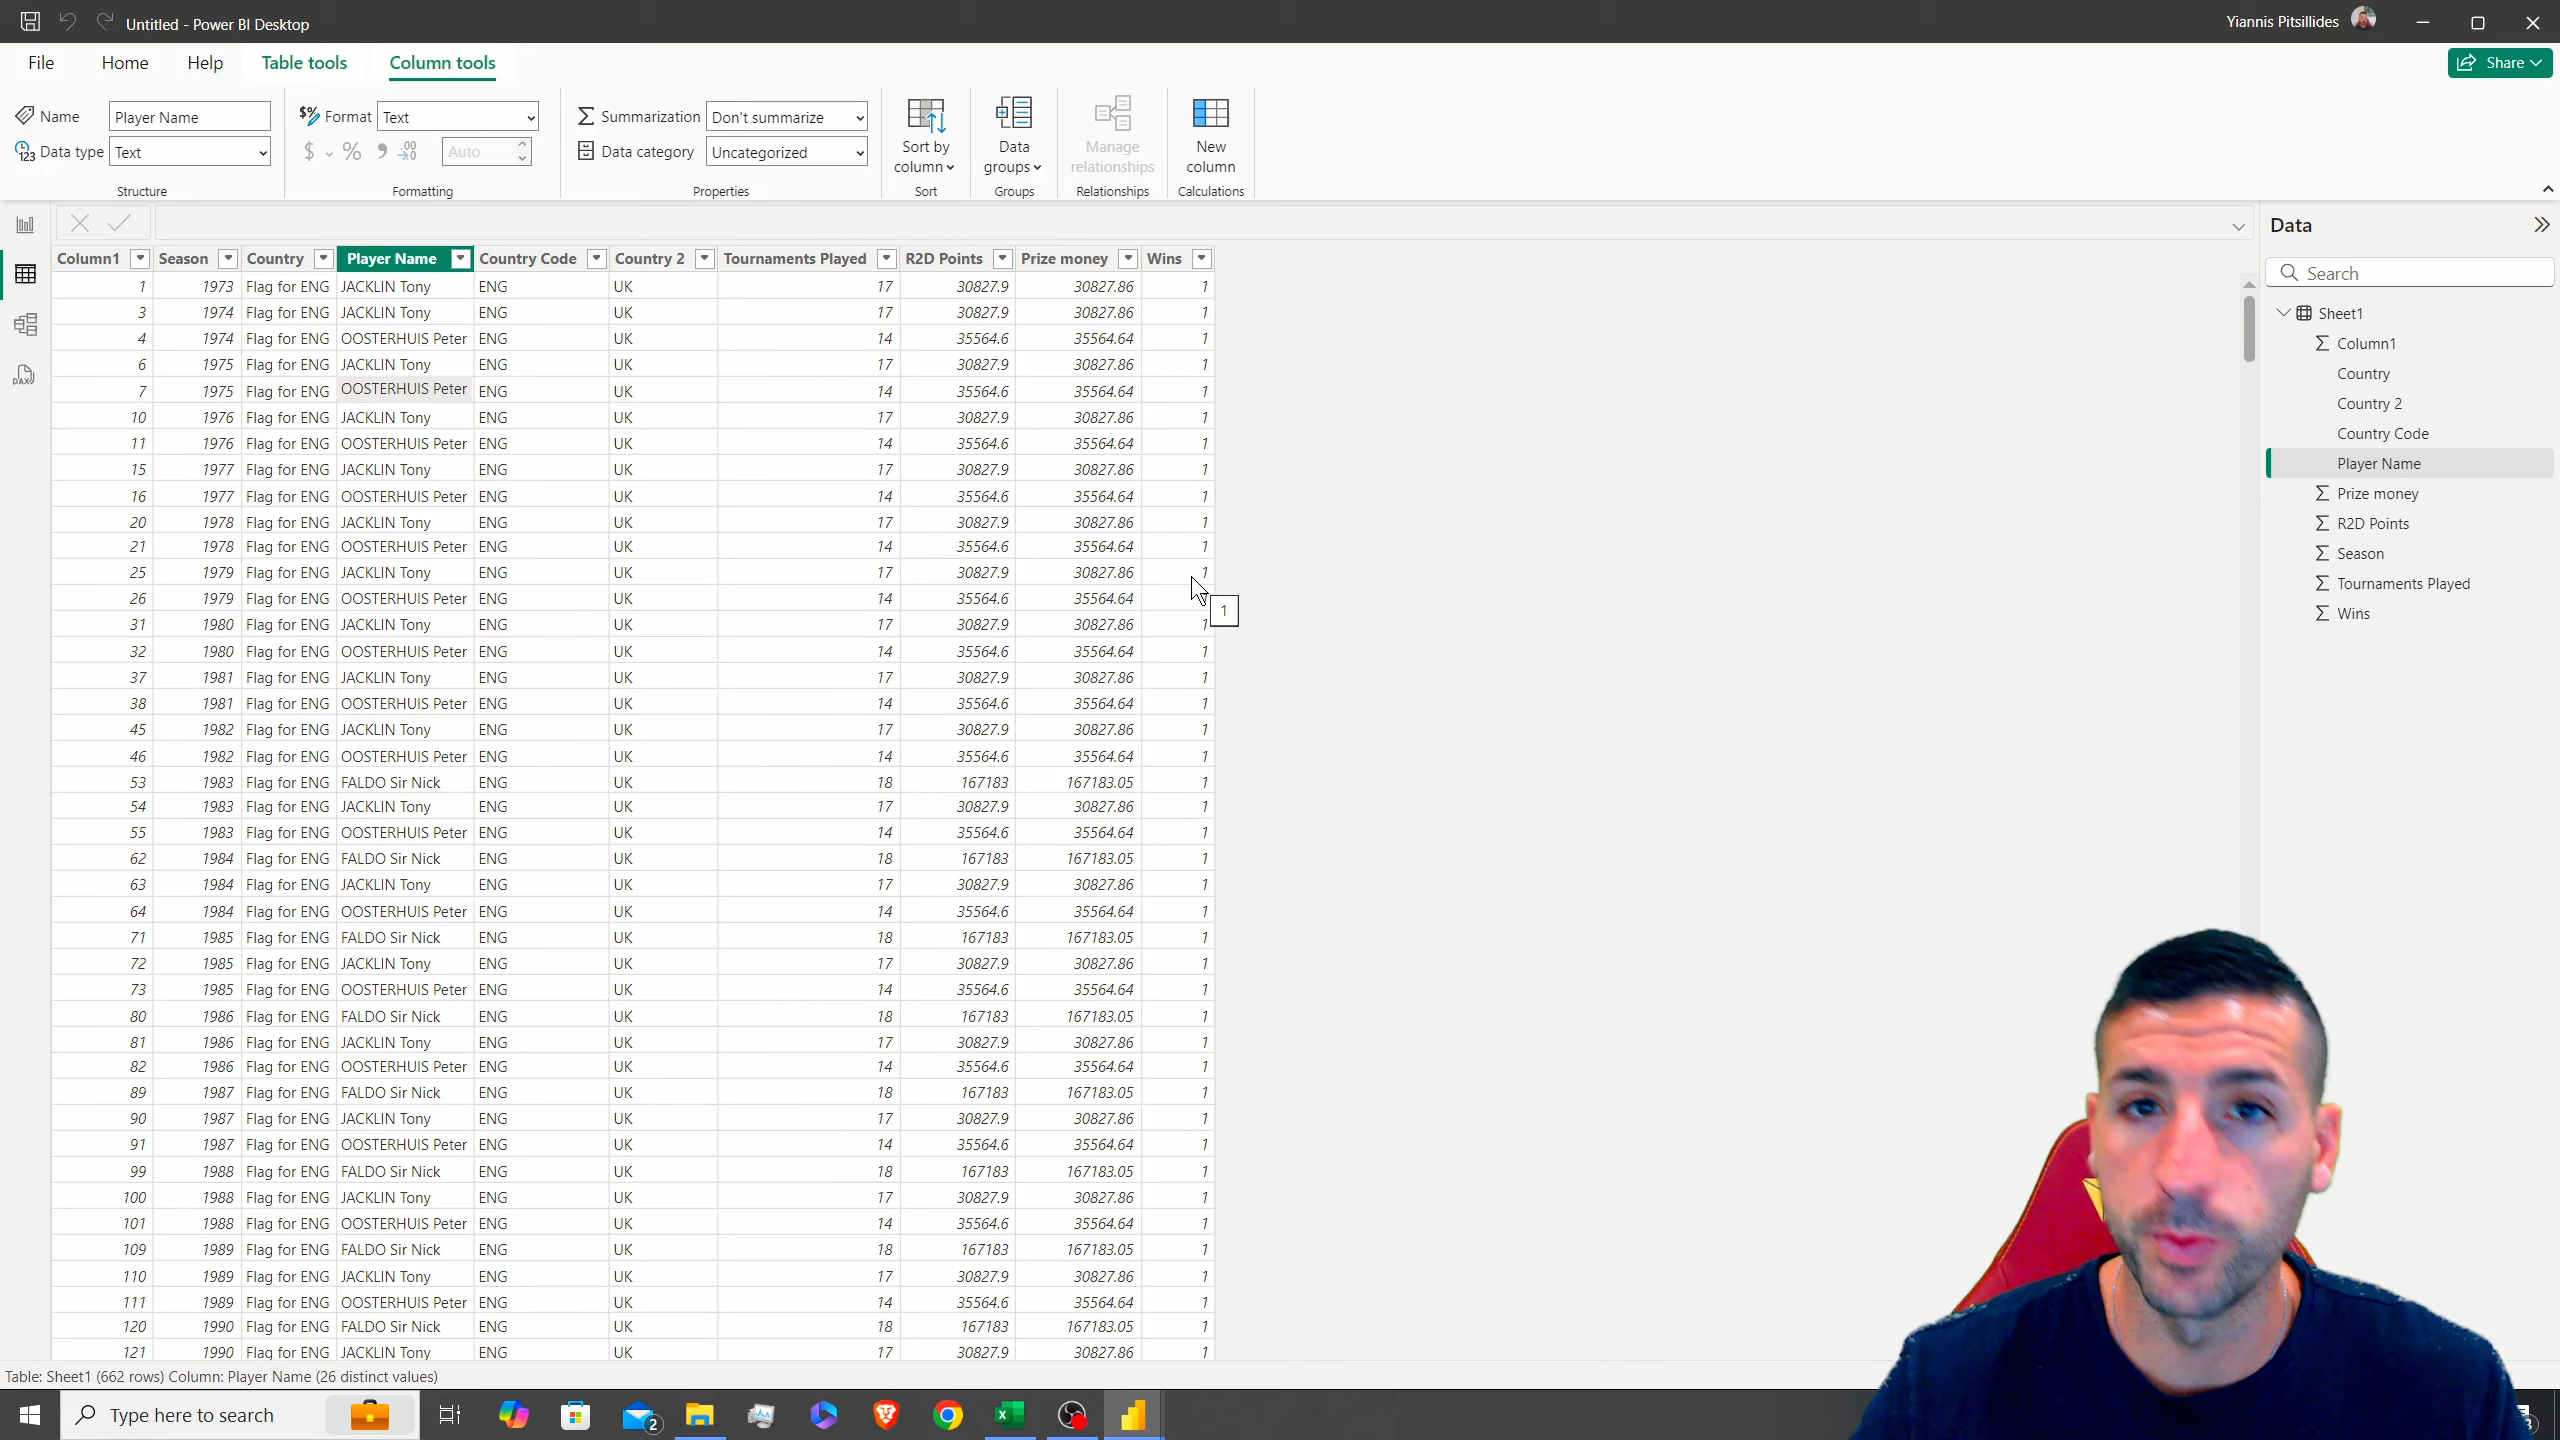 Untitled - Power BI Desktop
Yiannis Pitsillides
File Home Help Table tools Column tools
Share
Name Player Name
Format Text
Summarization Don't summarize
Data type Text
$ % Auto
Data category Uncategorized
Sort by column
Data groups
Manage relationships
New column
Structure Formatting Properties Sort Groups Relationships Calculations
Data
Column1 Season Country Player Name Country Code Country 2 Tournaments Played R2D Points Prize money Wins
1 1973 Flag for ENG JACKLIN Tony ENG UK 17 30827.9 30827.86 1
3 1974 Flag for ENG JACKLIN Tony ENG UK 17 30827.9 30827.86 1
4 1974 Flag for ENG OOSTERHUIS Peter ENG UK 14 35564.6 35564.64 1
6 1975 Flag for ENG JACKLIN Tony ENG UK 17 30827.9 30827.86 1
7 1975 Flag for ENG OOSTERHUIS Peter ENG UK 14 35564.6 35564.64 1
10 1976 Flag for ENG JACKLIN Tony ENG UK 17 30827.9 30827.86 1
11 1976 Flag for ENG OOSTERHUIS Peter ENG UK 14 35564.6 35564.64 1
15 1977 Flag for ENG JACKLIN Tony ENG UK 17 30827.9 30827.86 1
16 1977 Flag for ENG OOSTERHUIS Peter ENG UK 14 35564.6 35564.64 1
20 1978 Flag for ENG JACKLIN Tony ENG UK 17 30827.9 30827.86 1
21 1978 Flag for ENG OOSTERHUIS Peter ENG UK 14 35564.6 35564.64 1
25 1979 Flag for ENG JACKLIN Tony ENG UK 17 30827.9 30827.86 1
26 1979 Flag for ENG OOSTERHUIS Peter ENG UK 14 35564.6 35564.64 1
31 1980 Flag for ENG JACKLIN Tony ENG UK 17 30827.9 30827.86 1
32 1980 Flag for ENG OOSTERHUIS Peter ENG UK 14 35564.6 35564.64 1
37 1981 Flag for ENG JACKLIN Tony ENG UK 17 30827.9 30827.86 1
38 1981 Flag for ENG OOSTERHUIS Peter ENG UK 14 35564.6 35564.64 1
45 1982 Flag for ENG JACKLIN Tony ENG UK 17 30827.9 30827.86 1
46 1982 Flag for ENG OOSTERHUIS Peter ENG UK 14 35564.6 35564.64 1
53 1983 Flag for ENG FALDO Sir Nick ENG UK 18 167183 167183.05 1
54 1983 Flag for ENG JACKLIN Tony ENG UK 17 30827.9 30827.86 1
55 1983 Flag for ENG OOSTERHUIS Peter ENG UK 14 35564.6 35564.64 1
62 1984 Flag for ENG FALDO Sir Nick ENG UK 18 167183 167183.05 1
63 1984 Flag for ENG JACKLIN Tony ENG UK 17 30827.9 30827.86 1
64 1984 Flag for ENG OOSTERHUIS Peter ENG UK 14 35564.6 35564.64 1
71 1985 Flag for ENG FALDO Sir Nick ENG UK 18 167183 167183.05 1
72 1985 Flag for ENG JACKLIN Tony ENG UK 17 30827.9 30827.86 1
73 1985 Flag for ENG OOSTERHUIS Peter ENG UK 14 35564.6 35564.64 1
80 1986 Flag for ENG FALDO Sir Nick ENG UK 18 167183 167183.05 1
81 1986 Flag for ENG JACKLIN Tony ENG UK 17 30827.9 30827.86 1
82 1986 Flag for ENG OOSTERHUIS Peter ENG UK 14 35564.6 35564.64 1
89 1987 Flag for ENG FALDO Sir Nick ENG UK 18 167183 167183.05 1
90 1987 Flag for ENG JACKLIN Tony ENG UK 17 30827.9 30827.86 1
91 1987 Flag for ENG OOSTERHUIS Peter ENG UK 14 35564.6 35564.64 1
99 1988 Flag for ENG FALDO Sir Nick ENG UK 18 167183 167183.05 1
100 1988 Flag for ENG JACKLIN Tony ENG UK 17 30827.9 30827.86 1
101 1988 Flag for ENG OOSTERHUIS Peter ENG UK 14 35564.6 35564.64 1
109 1989 Flag for ENG FALDO Sir Nick ENG UK 18 167183 167183.05 1
110 1989 Flag for ENG JACKLIN Tony ENG UK 17 30827.9 30827.86 1
111 1989 Flag for ENG OOSTERHUIS Peter ENG UK 14 35564.6 35564.64 1
120 1990 Flag for ENG FALDO Sir Nick ENG UK 18 167183 167183.05 1
121 1990 Flag for ENG JACKLIN Tony ENG UK 17 30827.9 30827.86 1
1
Search
Sheet1
Column1
Country
Country 2
Country Code
Player Name
Prize money
R2D Points
Season
Tournaments Played
Wins
Table: Sheet1 (662 rows) Column: Player Name (26 distinct values)
Type here to search
2
3